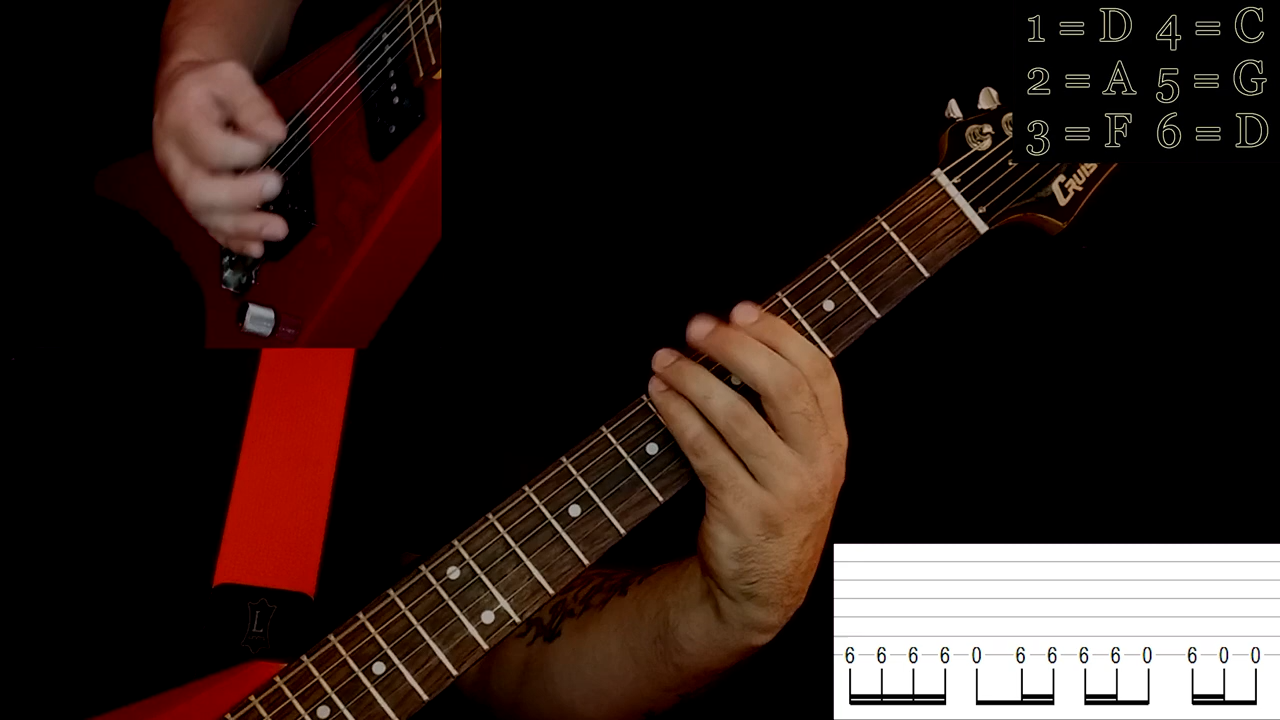 1 = D 4 = C
2 = A 5 = G
3 = F 6 = D
CRUIS
L
6 6 6 6 0 6 6 6 6 0 6 0 0